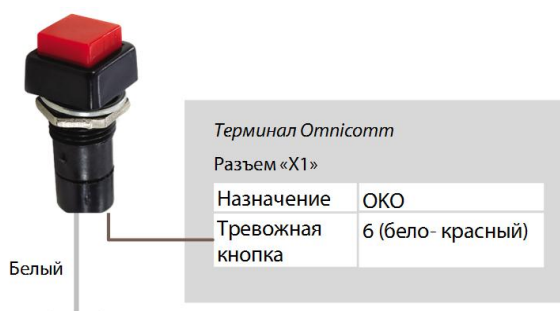 Терминал Omnicomm
Разъем «X1»
Назначение ОКО
Тревожная 6 (бело- красный)
кнопка
Белый